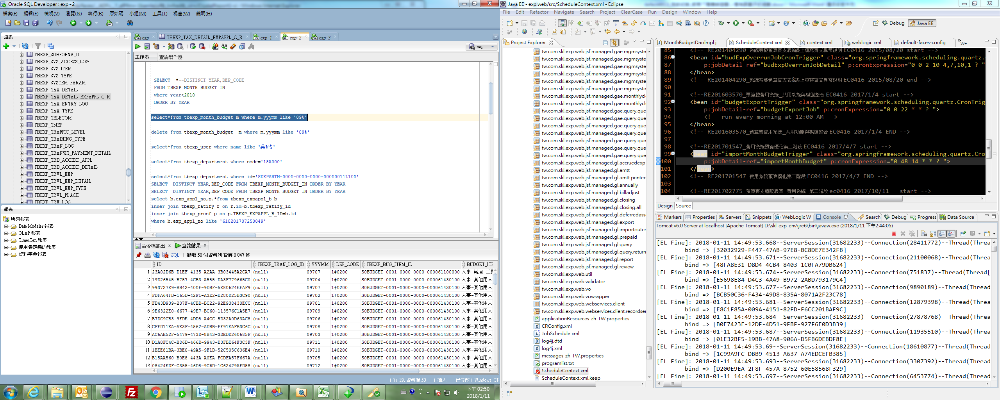 Oracle SQL Developer : exp~2
檔案(F) 編輯(E) 檢視(V) 瀏覽(N) 執行(R) 原始碼 小組(M) 工具(T) 視窗(W) 說明(H)
連線
TBEXP_SUBPOENA_D
TBEXP_SYS_ACCESS_LOG
TBEXP_SYS_ITEM
TBEXP_SYS_TYPE
TBEXP_SYSTEM_PARAM
TBEXP_TAX_DETAIL
TBEXP_TAX_DETAIL_EXPAPPL_C_R
TBEXP_TAX_ENTRY_LOG
TBEXP_TAX_TYPE
TBEXP_TELECOM
TBEXP_TMEP
TBEXP_TRAFFIC_LEVEL
TBEXP_TRAINING_TYPE
TBEXP_TRAN_LOG
TBEXP_TRANSIT_PAYMENT_DETAIL
TBEXP_TRB_ACCEXP_APPL
TBEXP_TRB_ACCEXP_DETAIL
TBEXP_TRVL_EXP
TBEXP_TRVL_EXP_DETAIL
TBEXP_TRVL_EXP_TYPE
TBEXP_TRVL_PLACE
TBEXP_TRX_LOG
報表
所有報表
Data Modeler 報表
OLAP 報表
TimesTen 報表
使用者定義的報表
資料字典報表
exp TBEXP_TAX_DETAIL_EXPAPPL_C_R exp~1 exp~2 exp~3
exp
工作表 查詢製作器
SELECT *--DISTINCT YEAR,DEP_CODE
FROM TBEXP_MONTH_BUDGET_IN
where year<2010
ORDER BY YEAR
select*from tbexp_month_budget m where m.yyymm like '09%'
delete from tbexp_month_budget m where m.yyymm like '09%'
select*from tbexp_user where name like '吳%怡'
select*from tbexp_department where code='18A000'
select*from tbexp_department where id='SDEPARTM-0000-0000-0000-00000011L100'
SELECT DISTINCT YEAR,DEP_CODE FROM TBEXP_MONTH_BUDGET_IN ORDER BY YEAR
SELECT DISTINCT YEAR,DEP_CODE FROM TBEXP_MONTH_BUDGET_IN ORDER BY YEAR
select b.exp_appl_no,p.*from tbexp_expappl_b b
inner join tbexp_ratify r on r.id=b.tbexp_ratify_id
inner join tbexp_proof p on p.TBEXP_EXPAPPL_B_ID=b.id
where b.exp_appl_no like '610201707250049'
命令檔輸出 查詢結果
SQL | 擷取 50 個資料列 費時 0.047 秒
ID TBEXP_TRAN_LOG_ID YYYMM DEP_CODE TBEXP_BUG_ITEM_ID BUDGET_ITE
1 23A02D6B-D1EF-4135-A2AA-3B03445A2CA7 (null) 09707 1#0200 S0BUDGET-0001-0000-0000-000061100000 人事-薪津-工員
2 19D26545-B757-4CB3-A585-DA3F779665C0 (null) 09704 1#0200 S0BUDGET-0001-0000-0000-000061430100 人事-其他用人
3 993727E9-BB42-400F-9DBF-5E80624EFAF9 (null) 09707 1#0200 S0BUDGET-0001-0000-0000-000061430100 人事-其他用人
4 FDFA64FD-165D-42F1-A3E2-E280825B3C98 (null) 09702 1#0200 S0BUDGET-0001-0000-0000-000061430100 人事-其他用人
5 FD43D939-207F-4CBD-BC22-92E938430ECC (null) 09701 1#0200 S0BUDGET-0001-0000-0000-000061430100 人事-其他用人
6 9E6322E0-6677-49E7-BC60-113576C1A5E7 (null) 09709 1#0200 S0BUDGET-0001-0000-0000-000061430100 人事-其他用人
7 B7DC9CB3-9FDE-4DD8-A4CC-5D32A0D63AC8 (null) 09706 1#0200 S0BUDGET-0001-0000-0000-000061430100 人事-其他用人
8 CFFD11EA-AE3F-4562-ADBB-FF91EAFB3C6C (null) 09708 1#0200 S0BUDGET-0001-0000-0000-000061430100 人事-其他用人
9 AC6AE52F-5479-473D-8B43-3DEDD260685F (null) 09703 1#0200 S0BUDGET-0001-0000-0000-000061430100 人事-其他用人
10 D1A0FC4C-B86D-466D-9943-D3FBE64F3C3F (null) 09711 1#0200 S0BUDGET-0001-0000-0000-000061430100 人事-其他用人
11 1BEE81BA-3BE0-49A5-9F1D-52C505C636E4 (null) 09710 1#0200 S0BUDGET-0001-0000-0000-000061430100 人事-其他用人
12 B15AA560-B0E8-443A-A0EA-FCDFA57F667A (null) 09705 1#0200 S0BUDGET-0001-0000-0000-000061430100 人事-其他用人
13 08424EDF-C355-46D8-9C6D-1C62429AFD58 (null) 09712 1#0200 S0BUDGET-0001-0000-0000-000061430100 人事-其他用人
| 行 19, 資料欄 58 | 插入 | 已修改 | Windows: CF
下午 02:50
2018/1/11
Java EE - exp.web/src/ScheduleContext.xml - Eclipse
File Edit Refactor Navigate Search Project ClearCase Run Design Window Help
Debug Java EE
Project Explorer
tw.com.skl.exp.web.jsf.managed.gae.mgmsyste
tw.com.skl.exp.web.jsf.managed.gae.mgmsyste
tw.com.skl.exp.web.jsf.managed.gae.mgmsyste
tw.com.skl.exp.web.jsf.managed.gae.mgmsyste
tw.com.skl.exp.web.jsf.managed.gae.mgmsyste
tw.com.skl.exp.web.jsf.managed.gae.mgmsyste
tw.com.skl.exp.web.jsf.managed.gae.monthlycl
tw.com.skl.exp.web.jsf.managed.gae.monthlycl
tw.com.skl.exp.web.jsf.managed.gae.query.que
tw.com.skl.exp.web.jsf.managed.gae.query.que
tw.com.skl.exp.web.jsf.managed.gae.query.que
tw.com.skl.exp.web.jsf.managed.gae.query.que
tw.com.skl.exp.web.jsf.managed.gae.query.que
tw.com.skl.exp.web.jsf.managed.gae.query.que
tw.com.skl.exp.web.jsf.managed.gae.query.que
tw.com.skl.exp.web.jsf.managed.gl.accruedexp
tw.com.skl.exp.web.jsf.managed.gl.amtt
tw.com.skl.exp.web.jsf.managed.gl.amtt.printec
tw.com.skl.exp.web.jsf.managed.gl.annually
tw.com.skl.exp.web.jsf.managed.gl.billadjust
tw.com.skl.exp.web.jsf.managed.gl.closing
tw.com.skl.exp.web.jsf.managed.gl.closing.all
tw.com.skl.exp.web.jsf.managed.gl.deferredass
tw.com.skl.exp.web.jsf.managed.gl.export
tw.com.skl.exp.web.jsf.managed.gl.importouter
tw.com.skl.exp.web.jsf.managed.gl.prepaid
tw.com.skl.exp.web.jsf.managed.gl.query
tw.com.skl.exp.web.jsf.managed.gl.query.return
tw.com.skl.exp.web.jsf.managed.gl.report
tw.com.skl.exp.web.jsf.managed.gl.review
tw.com.skl.exp.web.util
tw.com.skl.exp.web.validator
tw.com.skl.exp.web.vo
tw.com.skl.exp.web.vowrapper
tw.com.skl.exp.web.webservices.client
tw.com.skl.exp.web.webservices.client.recordser
applicationResources_zh_TW.properties
CRConfig.xml
JobSchedule.xml
log4j.dtd
log4j.xml
messages_zh_TW.properties
programlist.txt
ScheduleContext.xml
ScheduleContext.xml.keep
MonthBudgetDaoImpl.j ScheduleContext.xml context.xml weblogic.xml default-faces-config 99+
85 <!-- RE201404290_系統寄發預算實支表&線上填寫實支異常說明 EC0416 2015/08/20 start -->
86 <bean id="budExpOverrunJobCronTrigger" class="org.springframework.scheduling.quartz.C
87 p:jobDetail-ref="budExpOverrunJobDetail" p:cronExpression="0 0 2 10 4,7,10,1 ? "
88 </bean>
89 <!-- RE201404290_系統寄發預算實支表&線上填寫實支異常說明 EC0416 2015/08/20 end -->
90
91 <!--RE201603570_預算暨費用系統_共用功能與模組整合 EC0416 2017/1/4 start -->
92 <bean id="budgetExportTrigger" class="org.springframework.scheduling.quartz.CronTrig
93 p:jobDetail-ref="budgetExportJob" p:cronExpression="0 0 22 * * ? ">
94 <!-- run every morning at 12:00 AM -->
95 </bean>
96 <!-- RE201603570_預算暨費用系統_共用功能與模組整合 EC0416 2017/1/4 END -->
97
98 <!--RE201701547_費用系統預算優化第二階段 EC0416 2017/4/7 start -->
99 <bean id="importMonthBudgetTrigger" class="org.springframework.scheduling.quartz.Cro
100 p:jobDetail-ref="importMonthBudget" p:cronExpression="0 48 14 * * ? ">
101 </bean>
102 <!-- RE201701547_費用系統預算優化第二階段 EC0416 2017/4/7 END -->
103
104 <!--RE201702775_預算實支追蹤表單_費用系統_第二階段 ec0416 2017/10/11 start -->
Design Source
Markers Properties Servers Snippets WebLogic W Console Search Debug Progress Data Source
Tomcat v6.0 Server at localhost [Apache Tomcat] D:\skl_exp_env\jre6\bin\javaw.exe (2018/1/11 下午2:44:05)
[EL Fine]: 2018-01-11 14:49:53.668--ServerSession(31682233)--Connection(28411772)--Thread(Threa
bind => [32032929-F447-47AB-97E8-BC8DE7E342FB]
[EL Fine]: 2018-01-11 14:49:53.671--ServerSession(31682233)--Connection(21100068)--Thread(Threa
bind => [48FA8E31-D8D4-4CB4-8403-1C0FA79DB624]
[EL Fine]: 2018-01-11 14:49:53.674--ServerSession(31682233)--Connection(751837)--Thread(Thread[
bind => [E5698E84-D4C3-4A49-B972-2ABD793179C4]
[EL Fine]: 2018-01-11 14:49:53.677--ServerSession(31682233)--Connection(9890189)--Thread(Thread
bind => [BCB50C36-F434-49D8-835A-8071A2F23C78]
[EL Fine]: 2018-01-11 14:49:53.681--ServerSession(31682233)--Connection(12879398)--Thread(Threa
bind => [E8C1F85A-009A-4151-82FD-F6CC201BAF9C]
[EL Fine]: 2018-01-11 14:49:53.684--ServerSession(31682233)--Connection(27878768)--Thread(Threa
bind => [B0E7423E-12DF-4D51-9FBF-927F6E0D3B39]
[EL Fine]: 2018-01-11 14:49:53.687--ServerSession(31682233)--Connection(11935510)--Thread(Threa
bind => [01E32BF5-19BB-47A8-906A-D5FB6DEBDF8E]
[EL Fine]: 2018-01-11 14:49:53.69--ServerSession(31682233)--Connection(18610877)--Thread(Thread
bind => [1C99A9FC-DBB9-4513-A637-A74EDCEFB385]
[EL Fine]: 2018-01-11 14:49:53.693--ServerSession(31682233)--Connection(3307392)--Thread(Thread
bind => [D200E9EA-2F8F-457A-8752-60E58568F329]
[EL Fine]: 2018-01-11 14:49:53.697--ServerSession(31682233)--Connection(6453774)--Thread(Thread